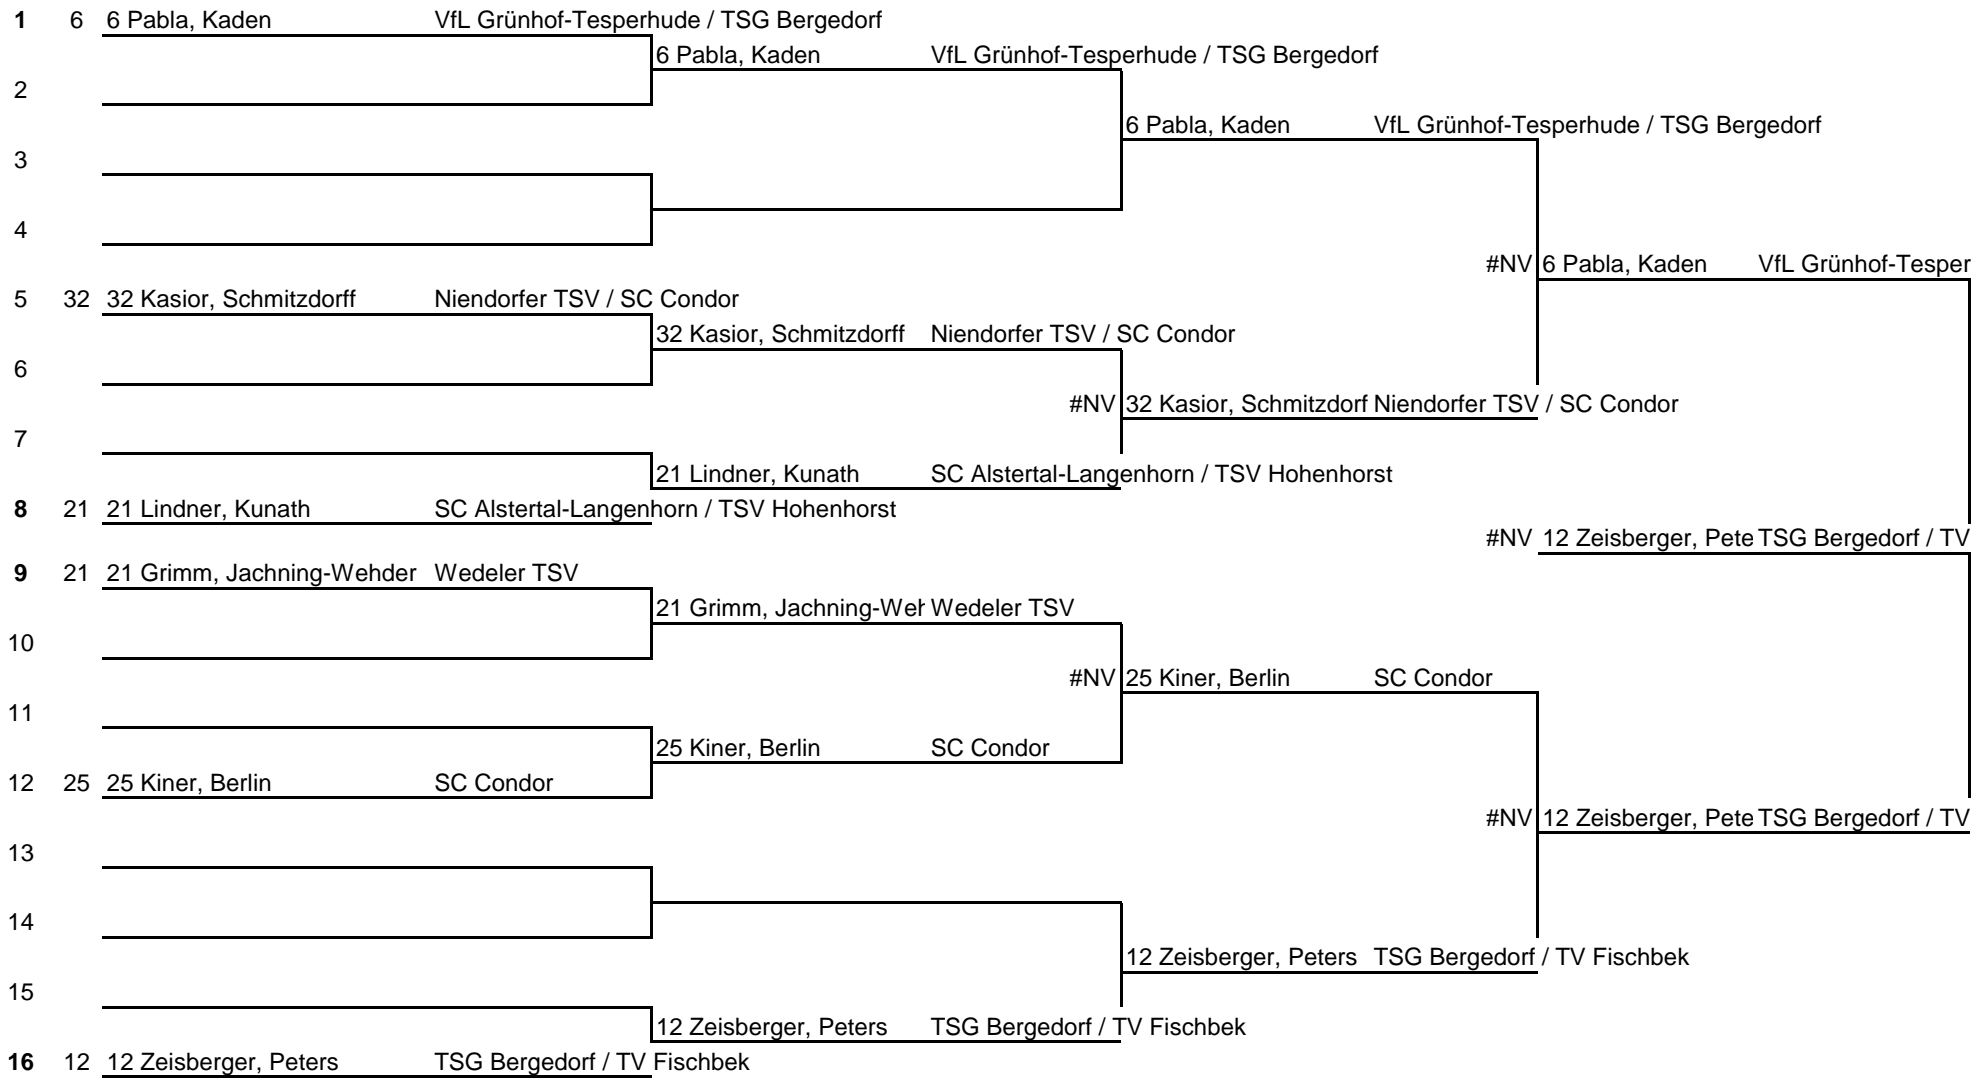 1 6 6 Pabla, Kaden VfL Grünhof-Tesperhude / TSG Bergedorf
6 Pabla, Kaden VfL Grünhof-Tesperhude / TSG Bergedorf
2
6 Pabla, Kaden VfL Grünhof-Tesperhude / TSG Bergedorf
3
4
#NV 6 Pabla, Kaden VfL Grünhof-Tesper
5 32 32 Kasior, Schmitzdorff Niendorfer TSV / SC Condor
32 Kasior, Schmitzdorff Niendorfer TSV / SC Condor
6
#NV 32 Kasior, Schmitzdorf Niendorfer TSV / SC Condor
7
21 Lindner, Kunath SC Alstertal-Langenhorn / TSV Hohenhorst
8 21 21 Lindner, Kunath SC Alstertal-Langenhorn / TSV Hohenhorst
#NV 12 Zeisberger, Pete TSG Bergedorf / TV
9 21 21 Grimm, Jachning-Wehder Wedeler TSV
21 Grimm, Jachning-Weh Wedeler TSV
10
#NV 25 Kiner, Berlin SC Condor
11
25 Kiner, Berlin SC Condor
12 25 25 Kiner, Berlin SC Condor
#NV 12 Zeisberger, Pete TSG Bergedorf / TV
13
14
12 Zeisberger, Peters TSG Bergedorf / TV Fischbek
15
12 Zeisberger, Peters TSG Bergedorf / TV Fischbek
16 12 12 Zeisberger, Peters TSG Bergedorf / TV Fischbek